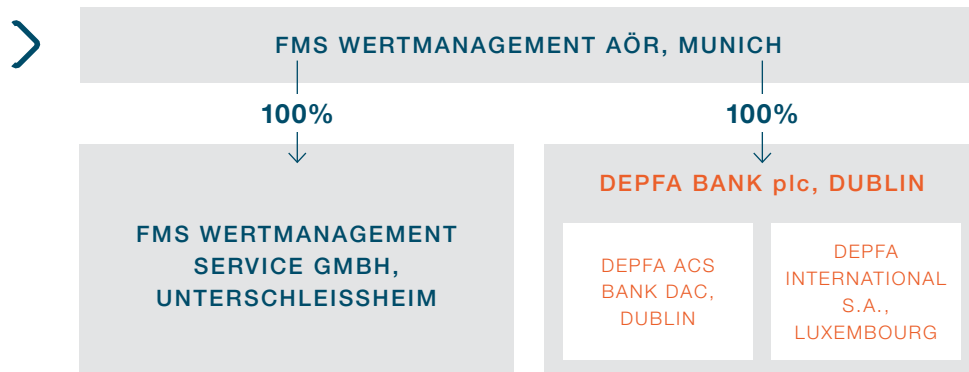 FMS WERTMANAGEMENT AÖR, MUNICH
100%
100%
FMS WERTMANAGEMENT
SERVICE GMBH,
UNTERSCHLEISSHEIM
DEPFA BANK plc, DUBLIN
DEPFA ACS
BANK DAC,
DUBLIN
DEPFA
INTERNATIONAL
S.A.,
LUXEMBOURG